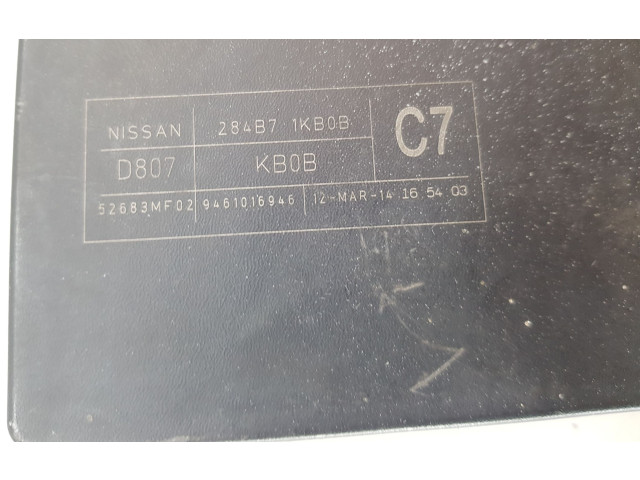 NISSAN 284B7 1KB0B C7
D807 KB0B
52683MF02 9461016946 12-MAR-14 16 54 03